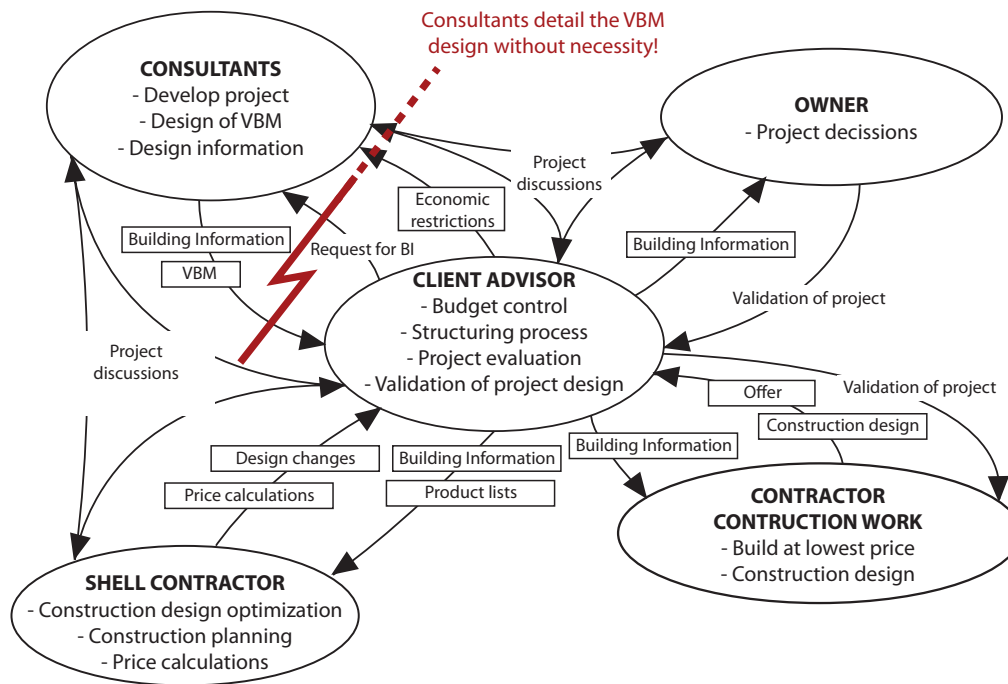 Consultants detail the VBM
design without necessity!
CONSULTANTS
- Develop project
- Design of VBM
- Design information
OWNER
- Project decissions
Project
discussions
Economic
restrictions
Building Information
VBM
Request for BI
Building Information
CLIENT ADVISOR
- Budget control
- Structuring process
- Project evaluation
- Validation of project design
Validation of project
Project
discussions
Validation of project
Offer
Construction design
Design changes
Price calculations
Building Information
Product lists
Building Information
CONTRACTOR
CONTRUCTION WORK
- Build at lowest price
- Construction design
SHELL CONTRACTOR
- Construction design optimization
- Construction planning
- Price calculations